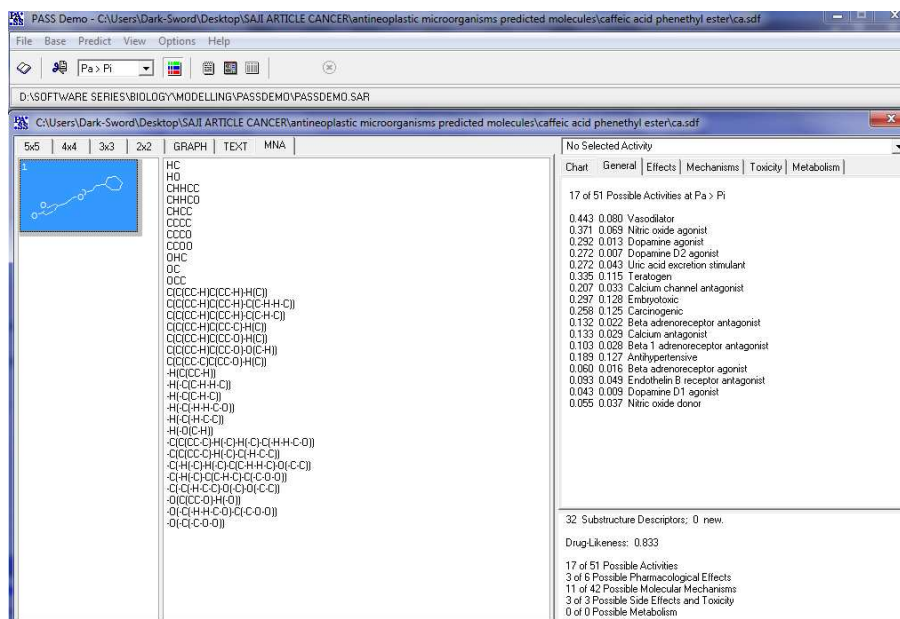 PASS Demo - C:\Users\Dark-Sword\Desktop\SAJI ARTICLE CANCER\antineoplastic microorganisms predicted molecules\caffeic acid phenethyl ester\ca.sdf
File Base Predict View Options Help
Pa > Pi
D:\SOFTWARE SERIES\BIOLOGY\MODELLING\PASSDEMO\PASSDEMO.SAR
C:\Users\Dark-Sword\Desktop\SAJI ARTICLE CANCER\antineoplastic microorganisms predicted molecules\caffeic acid phenethyl ester\ca.sdf
5x5 4x4 3x3 2x2 GRAPH TEXT MNA
1
HC
HO
CHHCC
CHHCO
CHCC
CCCC
CCCO
CCOO
OHC
OC
OCC
C(C(CC-H)C(CC-H)-H(C))
C(C(CC-H)C(CC-H)-C(C-H-H-C))
C(C(CC-H)C(CC-H)-C(C-H-C))
C(C(CC-H)C(CC-C)-H(C))
C(C(CC-H)C(CC-O)-H(C))
C(C(CC-H)C(CC-O)-O(C-H))
C(C(CC-C)C(CC-O)-H(C))
-H(C(CC-H))
-H(-C(C-H-H-C))
-H(-C(C-H-C))
-H(-C(-H-H-C-O))
-H(-C(-H-C-C))
-H(-O(C-H))
-C(C(CC-C)-H(-C)-H(-C)-C(-H-H-C-O))
-C(C(CC-C)-H(-C)-C(-H-C-C))
-C(-H(-C)-H(-C)-C(C-H-H-C)-O(-C-C))
-C(-H(-C)-C(C-H-C)-C(-C-O-O))
-C(-C(-H-C-C)-O(-C)-O(-C-C))
-O(C(CC-O)-H(-O))
-O(-C(-H-H-C-O)-C(-C-O-O))
-O(-C(-C-O-O))
No Selected Activity
Chart General Effects Mechanisms Toxicity Metabolism
17 of 51 Possible Activities at Pa > Pi
0.443 0.080 Vasodilator
0.371 0.069 Nitric oxide agonist
0.292 0.013 Dopamine agonist
0.272 0.007 Dopamine D2 agonist
0.272 0.043 Uric acid excretion stimulant
0.335 0.115 Teratogen
0.207 0.033 Calcium channel antagonist
0.297 0.128 Embryotoxic
0.258 0.125 Carcinogenic
0.132 0.022 Beta adrenoreceptor antagonist
0.133 0.029 Calcium antagonist
0.103 0.028 Beta 1 adrenoreceptor antagonist
0.189 0.127 Antihypertensive
0.060 0.016 Beta adrenoreceptor agonist
0.093 0.049 Endothelin B receptor antagonist
0.043 0.009 Dopamine D1 agonist
0.055 0.037 Nitric oxide donor
32 Substructure Descriptors; 0 new.
Drug-Likeness: 0.833
17 of 51 Possible Activities
3 of 6 Possible Pharmacological Effects
11 of 42 Possible Molecular Mechanisms
3 of 3 Possible Side Effects and Toxicity
0 of 0 Possible Metabolism